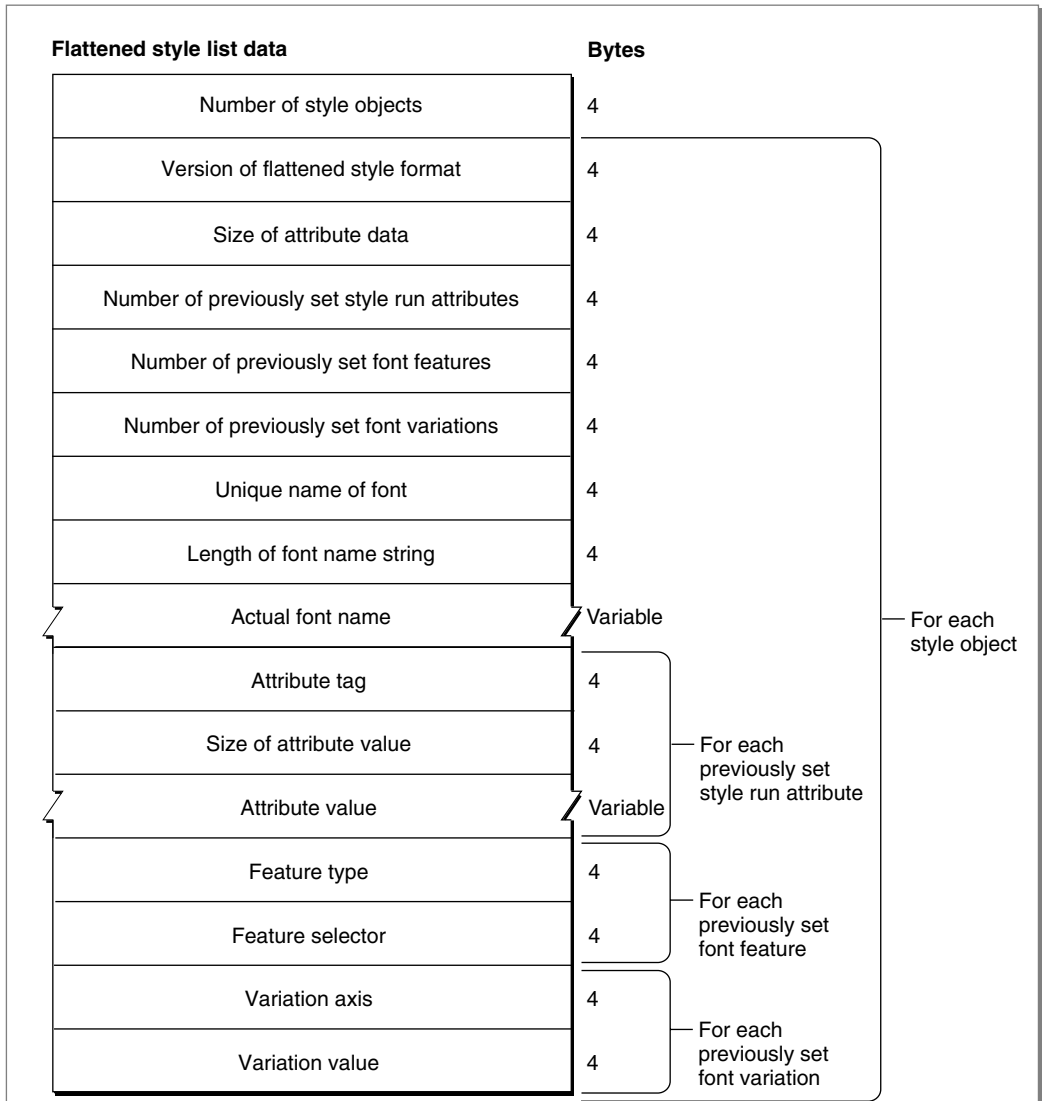 Flattened style list data
Bytes
Number of style objects
4
Version of flattened style format
4
Size of attribute data
4
Number of previously set style run attributes
4
Number of previously set font features
4
Number of previously set font variations
4
Unique name of font
4
Length of font name string
4
Actual font name
Variable
For each
style object
Attribute tag
4
Size of attribute value
4
For each
previously set
style run attribute
Attribute value
Variable
Feature type
4
For each
previously set
font feature
Feature selector
4
Variation axis
4
For each
previously set
font variation
Variation value
4